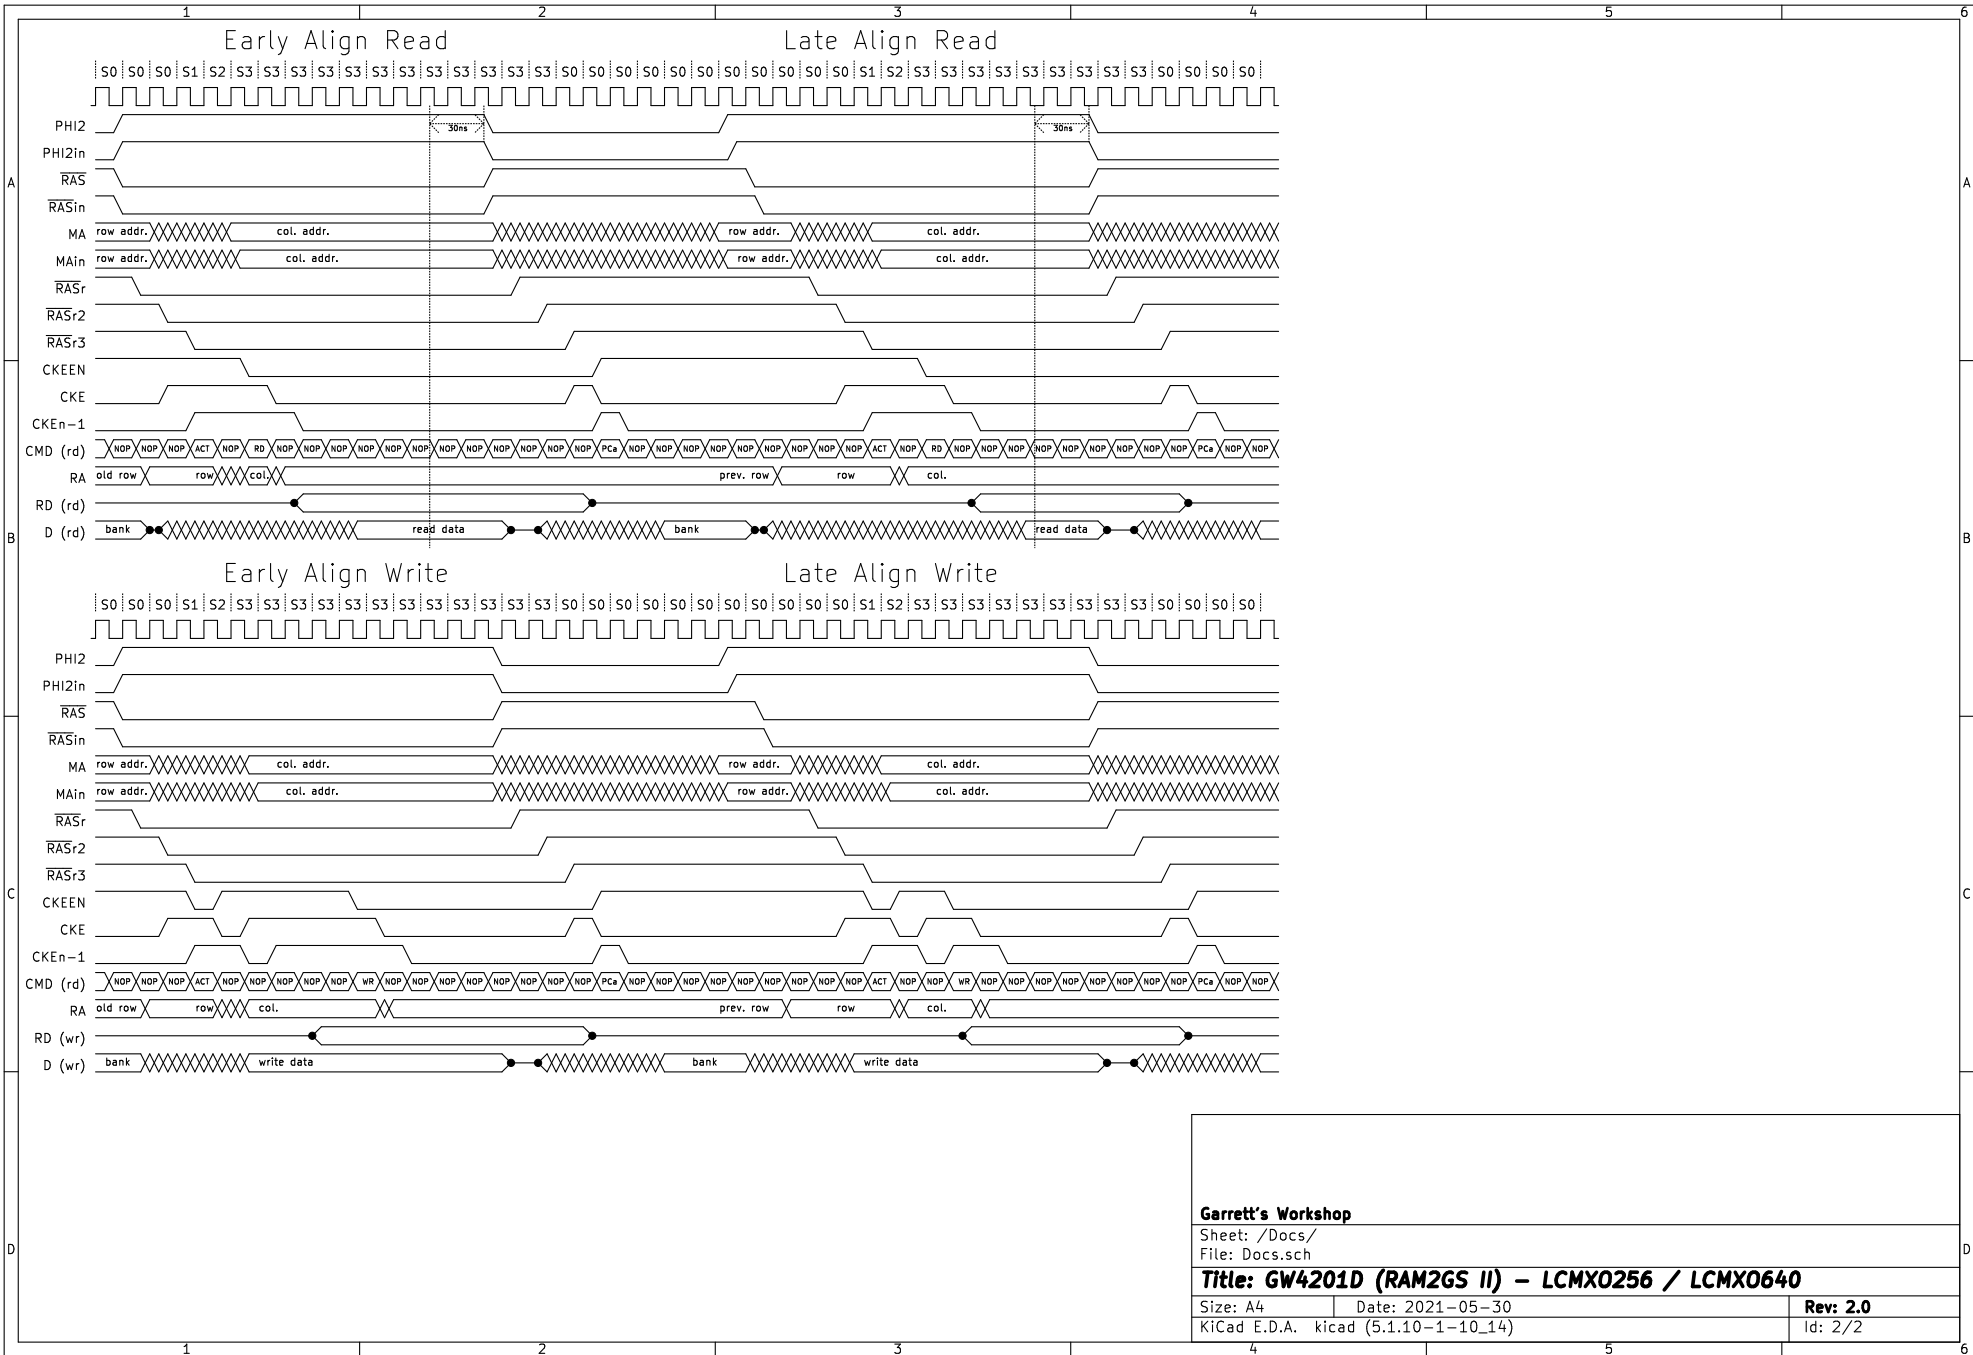 1 2 3 4 5 6
Early Align Read Late Align Read
S0 S0 S0 S1 S2 S3 S3 S3 S3 S3 S3 S3 S3 S3 S3 S3 S3 S0 S0 S0 S0 S0 S0 S0 S0 S0 S0 S0 S1 S2 S3 S3 S3 S3 S3 S3 S3 S3 S3 S0 S0 S0 S0
PHI2 30ns 30ns
PHI2in
A RAS A
RASin
MA row addr. col. addr. row addr. col. addr.
MAin row addr. col. addr. row addr. col. addr.
RASr
RASr2
RASr3
CKEEN
CKE
CKEn-1
CMD (rd) NOP NOP NOP ACT NOP RD NOP NOP NOP NOP NOP NOP NOP NOP NOP NOP NOP NOP PCa NOP NOP NOP NOP NOP NOP NOP NOP NOP ACT NOP RD NOP NOP NOP NOP NOP NOP NOP NOP NOP PCa NOP NOP
RA old row row col. prev. row row col.
RD (rd)
B D (rd) bank read data bank read data B
Early Align Write Late Align Write
S0 S0 S0 S1 S2 S3 S3 S3 S3 S3 S3 S3 S3 S3 S3 S3 S3 S0 S0 S0 S0 S0 S0 S0 S0 S0 S0 S0 S1 S2 S3 S3 S3 S3 S3 S3 S3 S3 S3 S0 S0 S0 S0
PHI2
PHI2in
RAS
RASin
MA row addr. col. addr. row addr. col. addr.
MAin row addr. col. addr. row addr. col. addr.
RASr
RASr2
RASr3
C CKEEN C
CKE
CKEn-1
CMD (rd) NOP NOP NOP ACT NOP NOP NOP NOP NOP WR NOP NOP NOP NOP NOP NOP NOP NOP PCa NOP NOP NOP NOP NOP NOP NOP NOP NOP ACT NOP NOP WR NOP NOP NOP NOP NOP NOP NOP NOP PCa NOP NOP
RA old row row col. prev. row row col.
RD (wr)
D (wr) bank write data bank write data
Garrett's Workshop
Sheet: /Docs/
File: Docs.sch
D D
Title: GW4201D (RAM2GS II) - LCMXO256 / LCMXO640
Size: A4 Date: 2021-05-30 Rev: 2.0
KiCad E.D.A. kicad (5.1.10-1-10_14) Id: 2/2
1 2 3 4 5 6